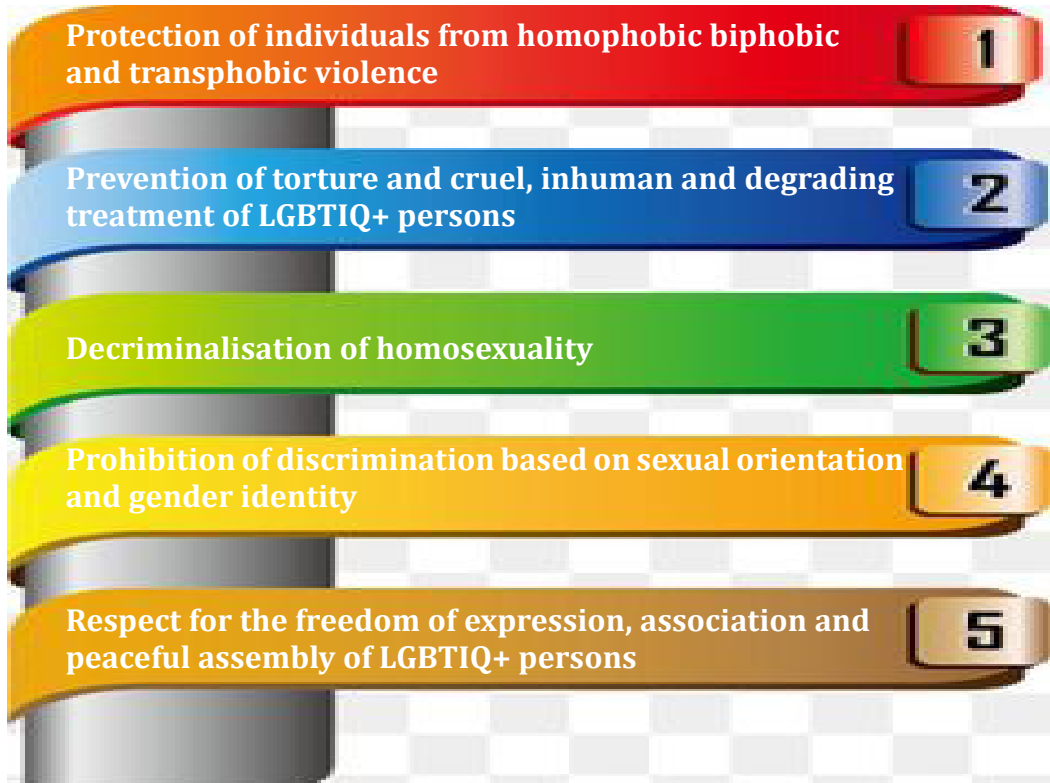 Protection of individuals from homophobic biphobic
and transphobic violence
1
Prevention of torture and cruel, inhuman and degrading
treatment of LGBTIQ+ persons
2
Decriminalisation of homosexuality
3
Prohibition of discrimination based on sexual orientation
and gender identity
4
Respect for the freedom of expression, association and
peaceful assembly of LGBTIQ+ persons
5